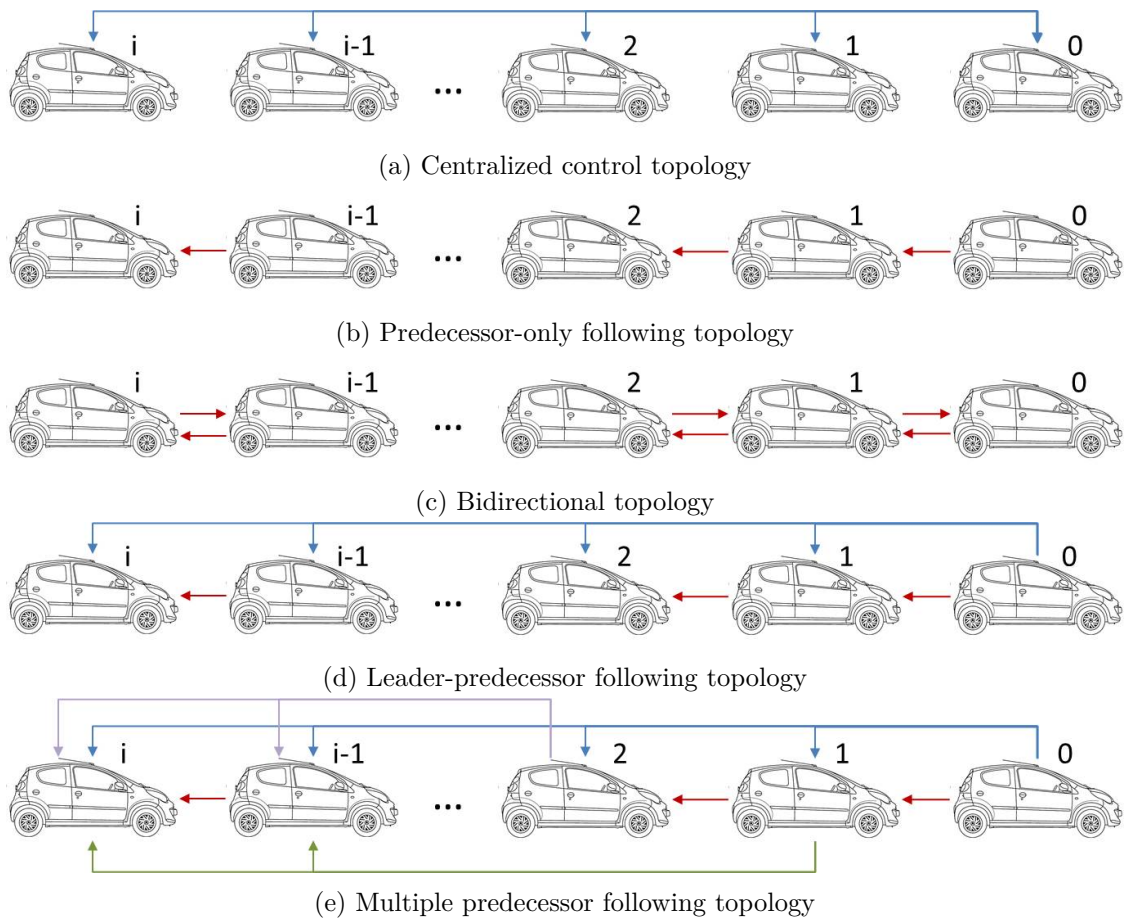 i i-1 2 1 0
...
(a) Centralized control topology
i i-1 2 1 0
...
(b) Predecessor-only following topology
i i-1 2 1 0
...
(c) Bidirectional topology
i i-1 2 1 0
...
(d) Leader-predecessor following topology
i i-1 2 1 0
...
(e) Multiple predecessor following topology